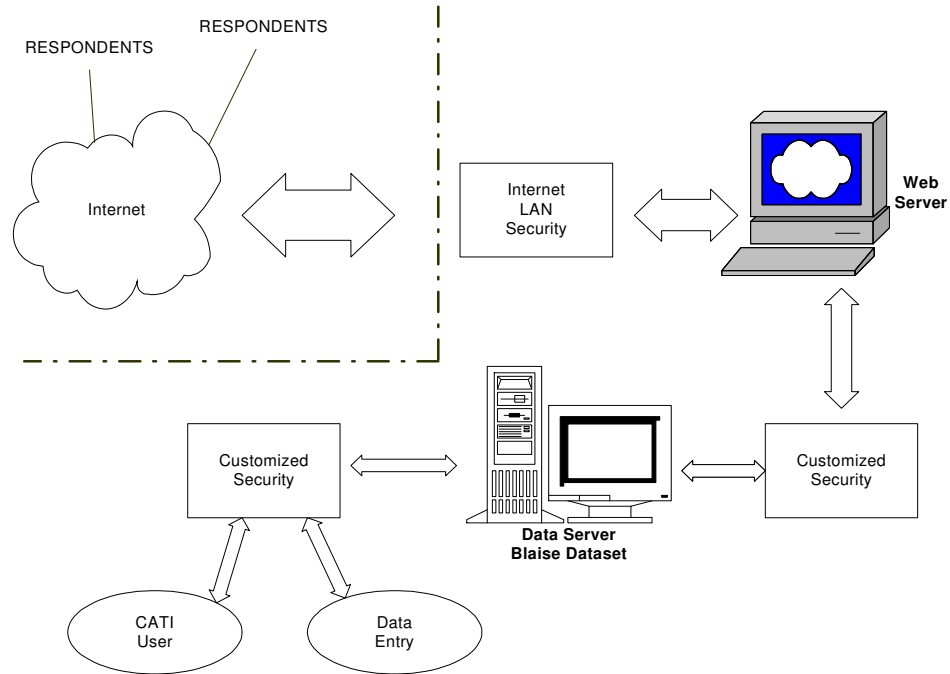 RESPONDENTS
RESPONDENTS
Internet
Internet
LAN
Security
Web
Server
Customized
Security
Customized
Security
Data Server
Blaise Dataset
CATI
User
Data
Entry